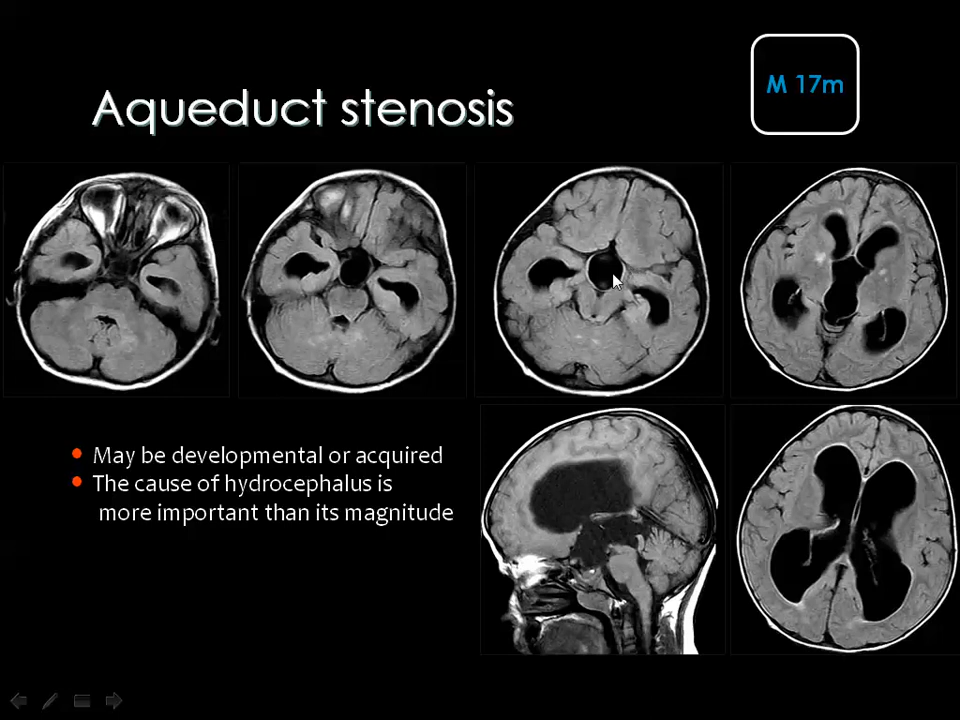 M 17m
Aqueduct stenosis
May be developmental or acquired
The cause of hydrocephalus is
more important than its magnitude